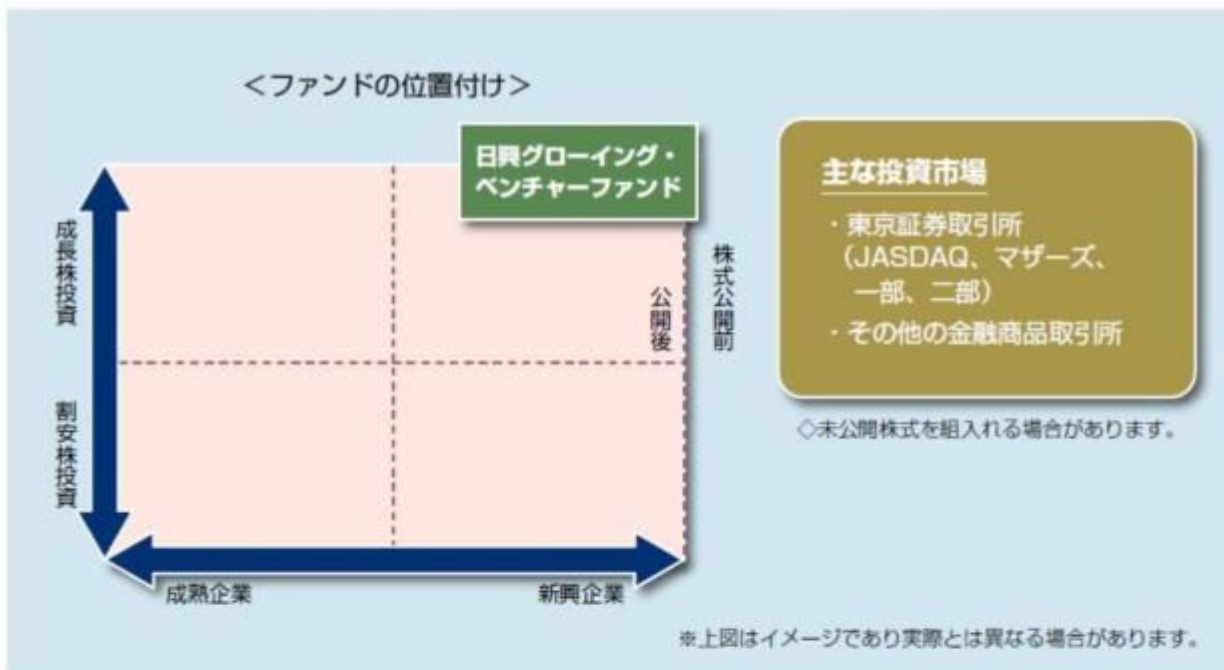 ＜ファンドの位置付け＞
日興グローイング・
ベンチャーファンド
成長株投資
割安株投資
公開後
株式公開前
成熟企業
新興企業
主な投資市場
・東京証券取引所
（JASDAQ、マザーズ、
一部、二部）
・その他の金融商品取引所
◇未公開株式を組入れる場合があります。
※上図はイメージであり実際とは異なる場合があります。